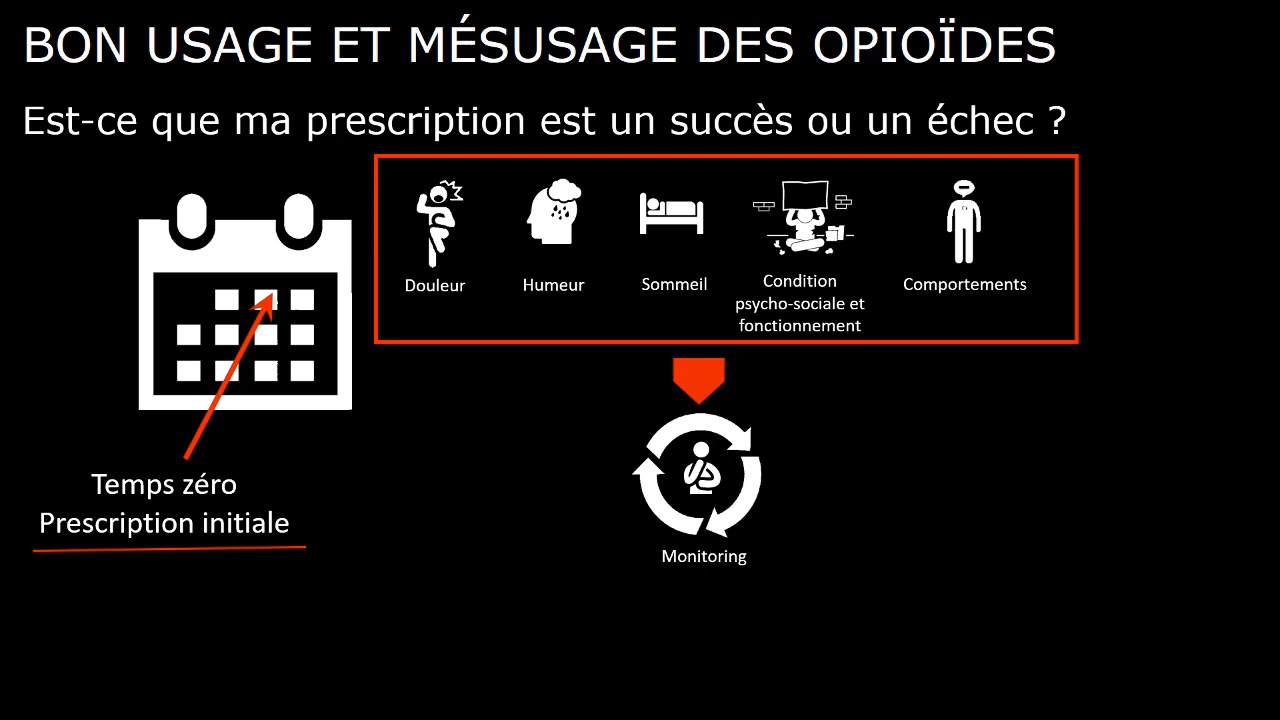 BON USAGE ET MÉSUSAGE DES OPIOÏDES
Est-ce que ma prescription est un succès ou un échec ?
Douleur
Humeur
Sommeil
Condition
psycho-sociale et
fonctionnement
Comportements
Temps zéro
Prescription initiale
Monitoring